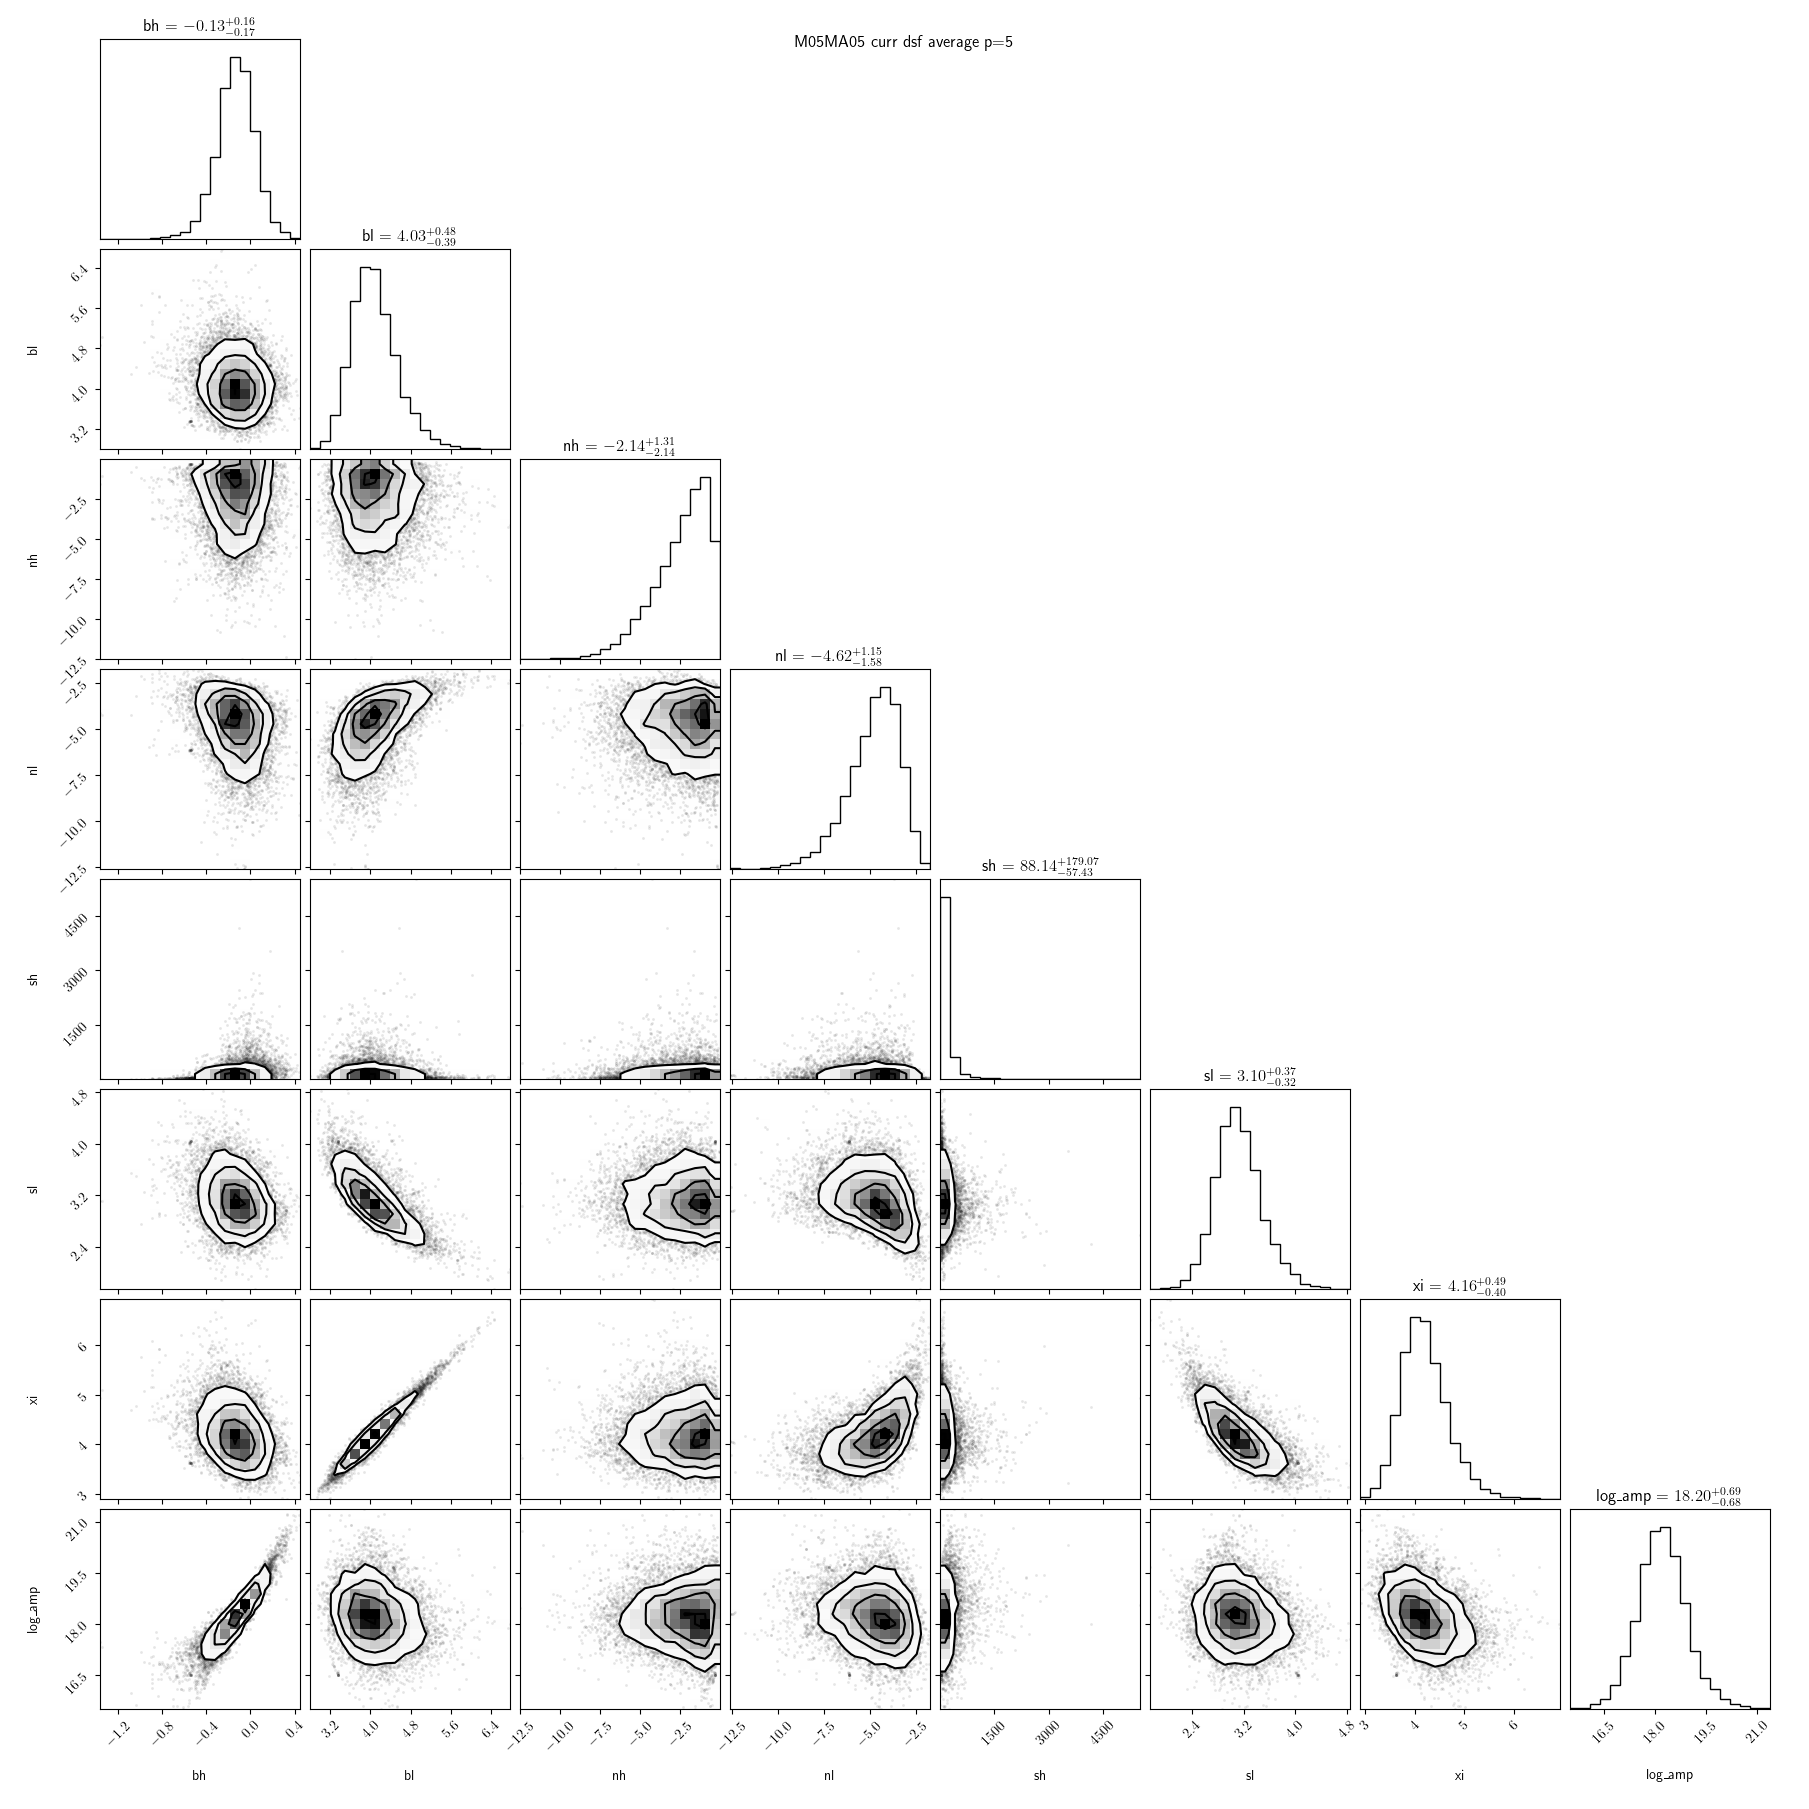 bh = −0.13+0.16−0.17
M05MA05 curr dsf average p=5
bl = 4.03+0.48−0.39
6.4
5.6
4.8
4.0
3.2
bl
nh = −2.14+1.31−2.14
−2.5
−5.0
−7.5
−10.0
−12.5
nh
nl = −4.62+1.15−1.58
−2.5
−5.0
−7.5
−10.0
−12.5
nl
sh = 88.14+179.07−57.43
4500
3000
1500
sh
sl = 3.10+0.37−0.32
4.8
4.0
3.2
2.4
sl
xi = 4.16+0.49−0.40
6
5
4
3
xi
log_amp = 18.20+0.69−0.68
21.0
19.5
18.0
16.5
log_amp
−1.2 −0.8 −0.4 0.0 0.4 3.2 4.0 4.8 5.6 6.4 −12.5 −10.0 −7.5 −5.0 −2.5 −12.5 −10.0 −7.5 −5.0 −2.5 1500 3000 4500 2.4 3.2 4.0 4.8 3 4 5 6 16.5 18.0 19.5 21.0
bh bl nh nl sh sl xi log_amp